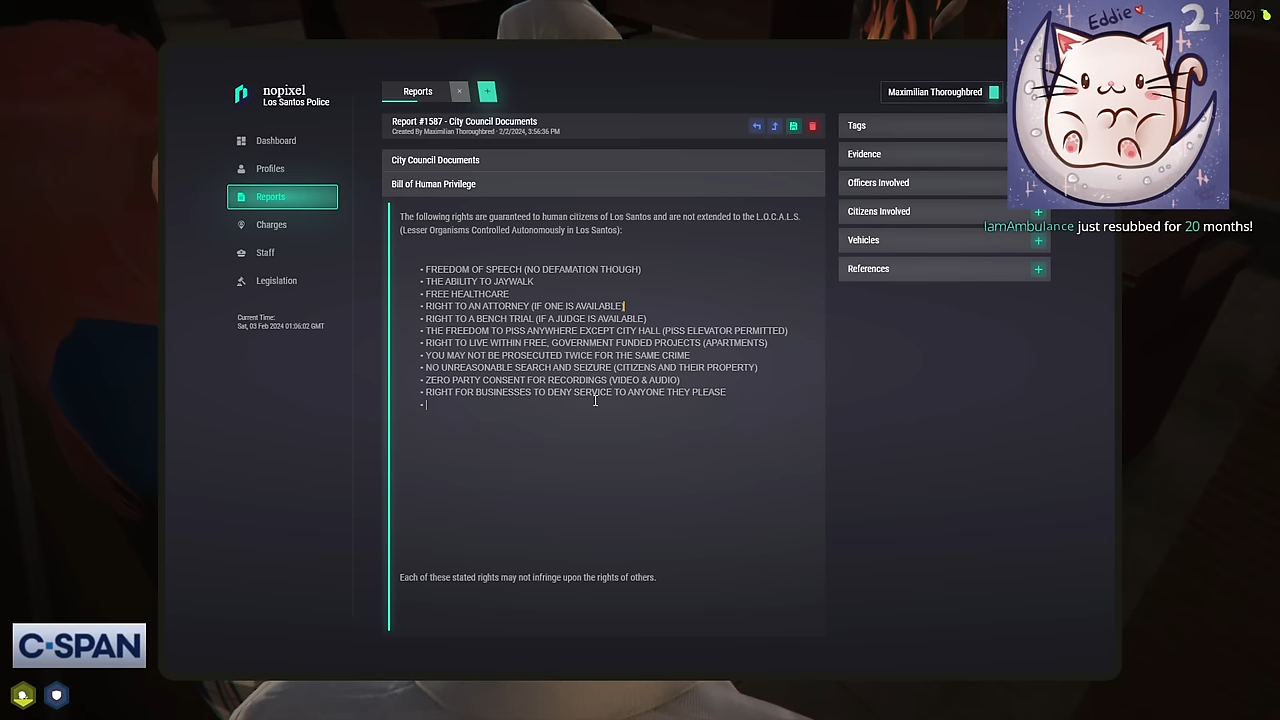 Eddie
2
2802)
nopixel
Los Santos Police
Reports
×
+
Maximilian Thoroughbred
Report #1587 - City Council Documents
Created By Maximilian Thoroughbred - 2/2/2024, 3:56:36 PM
Tags
Dashboard
Profiles
Reports
Charges
Staff
Legislation
Current Time:
Sat, 03 Feb 2024 01:06:02 GMT
City Council Documents
Bill of Human Privilege
The following rights are guaranteed to human citizens of Los Santos and are not extended to the L.O.C.A.L.S.
(Lesser Organisms Controlled Autonomously in Los Santos):
- FREEDOM OF SPEECH (NO DEFAMATION THOUGH)
- THE ABILITY TO JAYWALK
- FREE HEALTHCARE
- RIGHT TO AN ATTORNEY (IF ONE IS AVAILABLE)
- RIGHT TO A BENCH TRIAL (IF A JUDGE IS AVAILABLE)
- THE FREEDOM TO PISS ANYWHERE EXCEPT CITY HALL (PISS ELEVATOR PERMITTED)
- RIGHT TO LIVE WITHIN FREE, GOVERNMENT FUNDED PROJECTS (APARTMENTS)
- YOU MAY NOT BE PROSECUTED TWICE FOR THE SAME CRIME
- NO UNREASONABLE SEARCH AND SEIZURE (CITIZENS AND THEIR PROPERTY)
- ZERO PARTY CONSENT FOR RECORDINGS (VIDEO & AUDIO)
- RIGHT FOR BUSINESSES TO DENY SERVICE TO ANYONE THEY PLEASE
-
Each of these stated rights may not infringe upon the rights of others.
Evidence
Officers Involved
Citizens Involved +
IamAmbulance just resubbed for 20 months!
Vehicles +
References +
C-SPAN